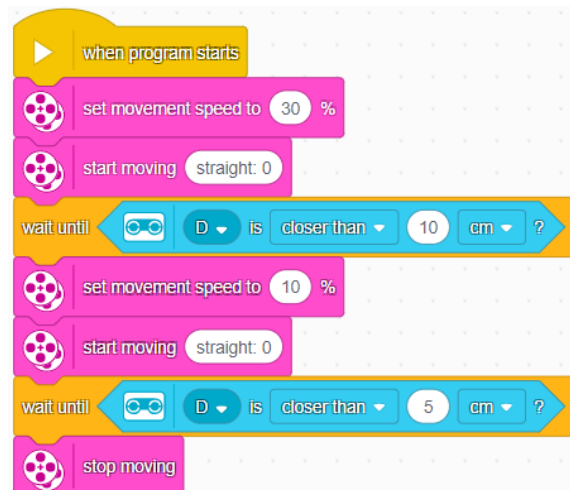 when program starts
set movement speed to 30 %
start moving straight: 0
wait until D is closer than 10 cm ?
set movement speed to 10 %
start moving straight: 0
wait until D is closer than 5 cm ?
stop moving